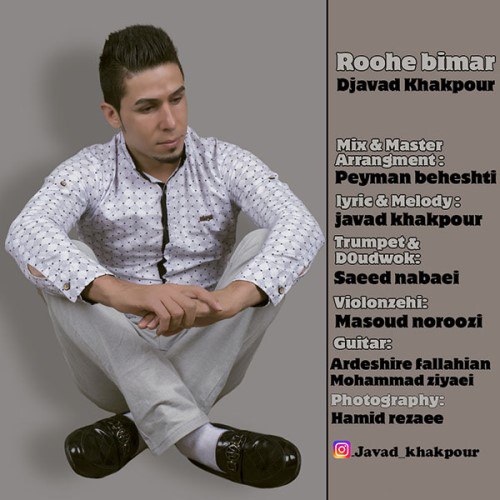 Roohe bimar
Djavad Khakpour
Mix & Master
Arrangment :
Peyman beheshti
lyric & Melody :
javad khakpour
Trumpet &
DOudwok:
Saeed nabaei
Violonzehi:
Masoud noroozi
Guitar:
Ardeshire fallahian
Mohammad ziyaei
Photography:
Hamid rezaee
Javad_khakpour